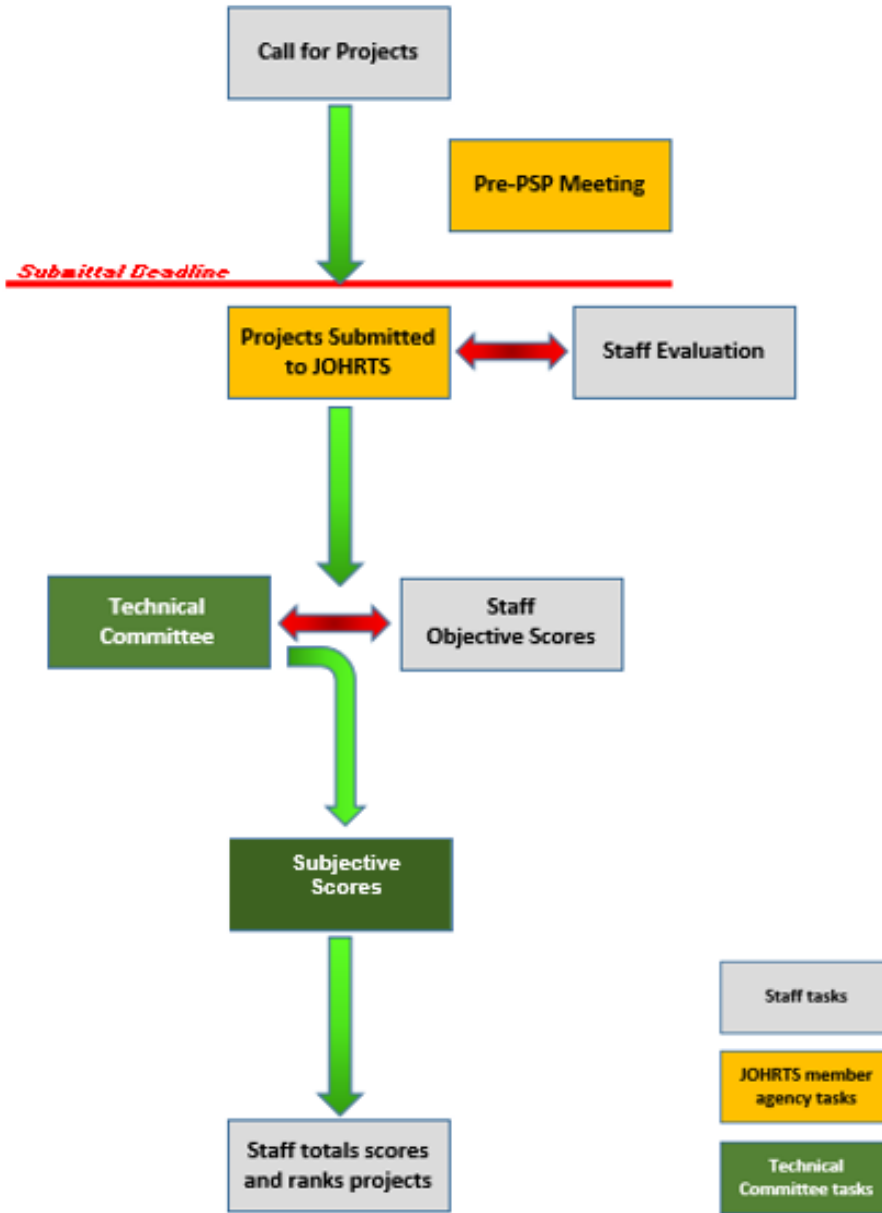 Call for Projects
Pre-PSP Meeting
Submittal Deadline
Projects Submitted
to JOHRTS
Staff Evaluation
Technical
Committee
Staff
Objective Scores
Subjective
Scores
Staff tasks
JOHRTS member
agency tasks
Staff totals scores
and ranks projects
Technical
Committee tasks